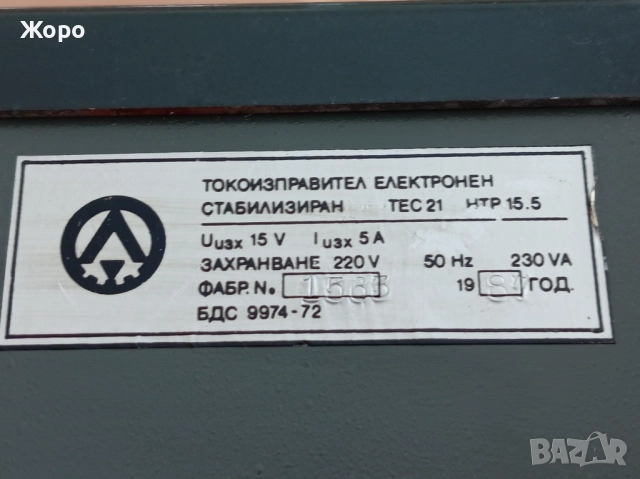 Жоро
ТОКОИЗПРАВИТЕЛ ЕЛЕКТРОНЕН
СТАБИЛИЗИРАН ТЕС 21 НТР 15.5
Uизх 15 V Iизх 5 A
ЗАХРАНВАНЕ 220 V 50 Hz 230 VA
ФАБР. №  19 ГОД.
БДС 9974-72
BAZAR